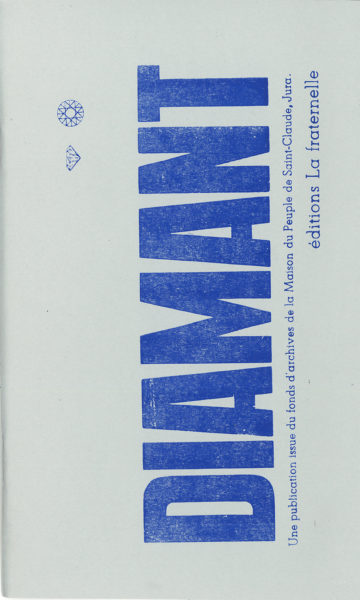 DIAMANT
Une publication issue du fonds d'archives de la Maison du Peuple de Saint-Claude, Jura.
éditions La fraternelle